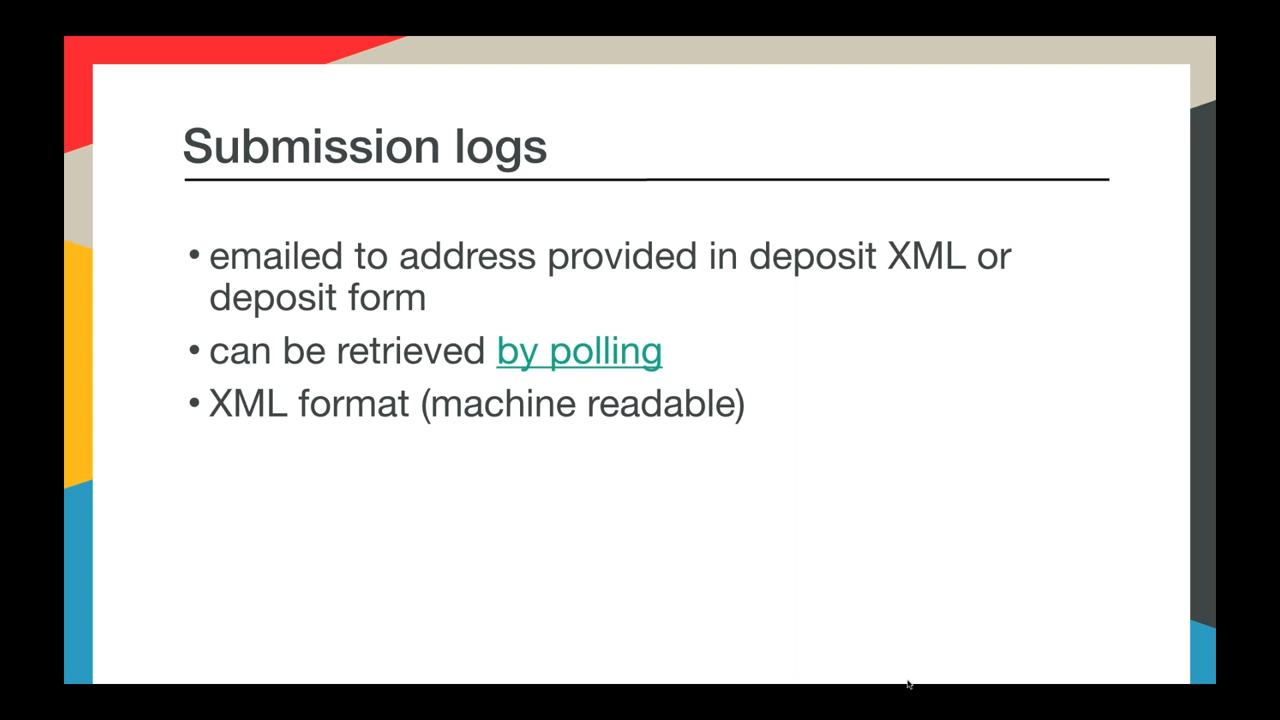 Submission logs
• emailed to address provided in deposit XML or
deposit form
• can be retrieved by polling
• XML format (machine readable)